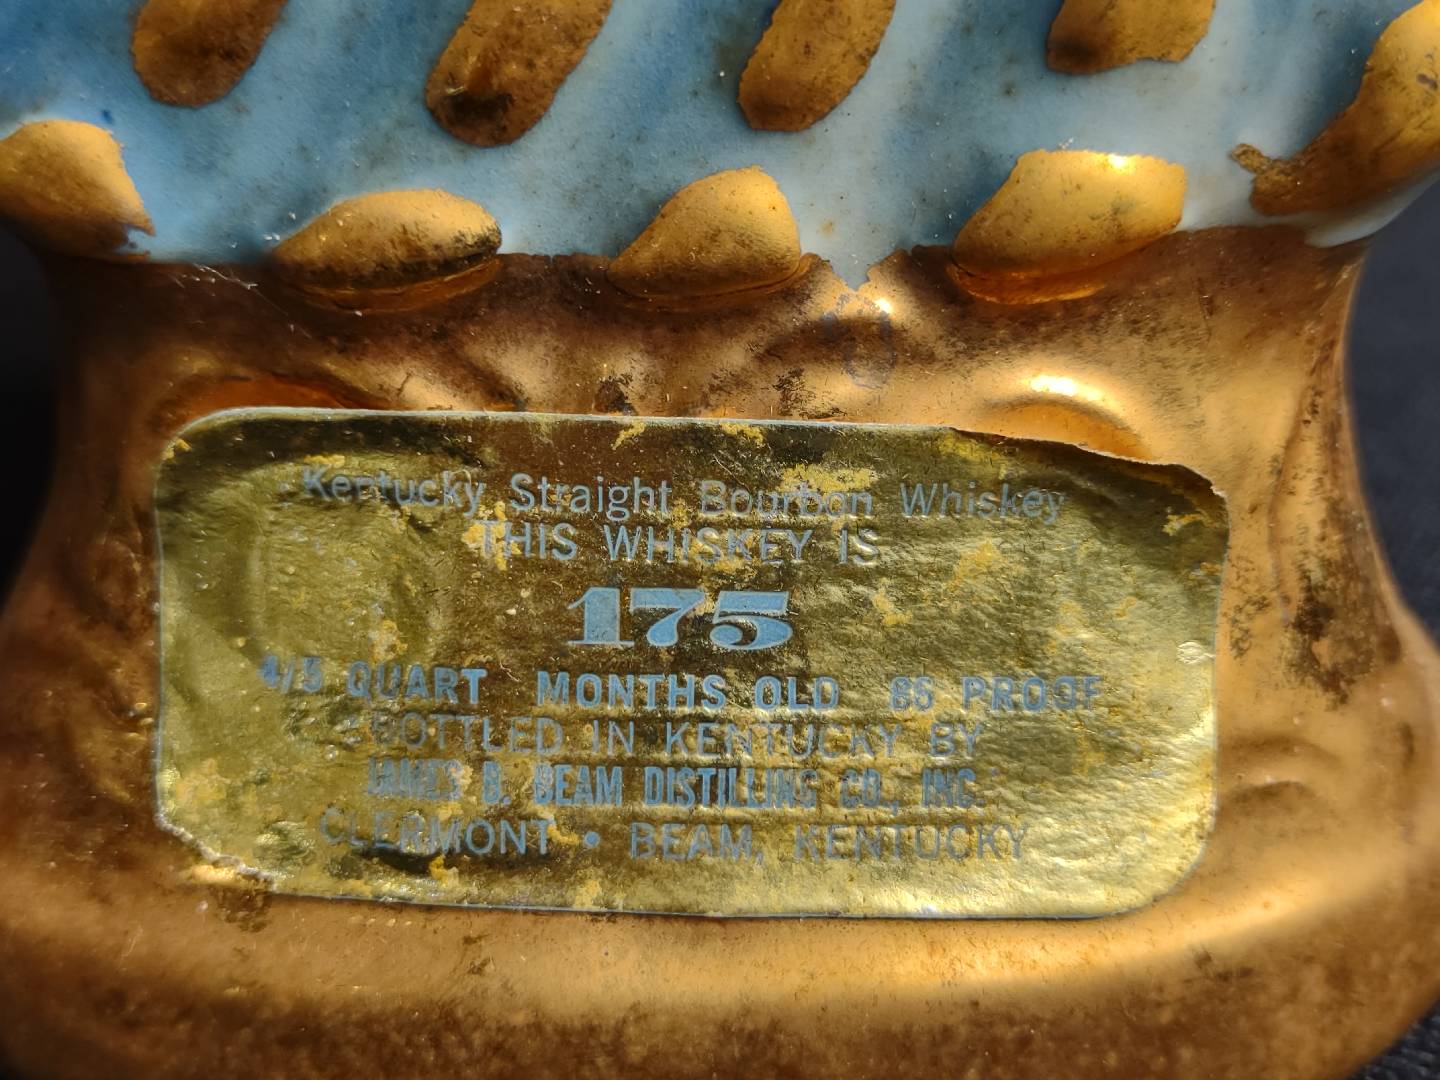 Kentucky Straight Bourbon Whiskey
THIS WHISKEY IS
175
4/5 QUART MONTHS OLD 86 PROOF
BOTTLED IN KENTUCKY BY
JAMES B. BEAM DISTILLING CO., INC.
CLERMONT • BEAM, KENTUCKY